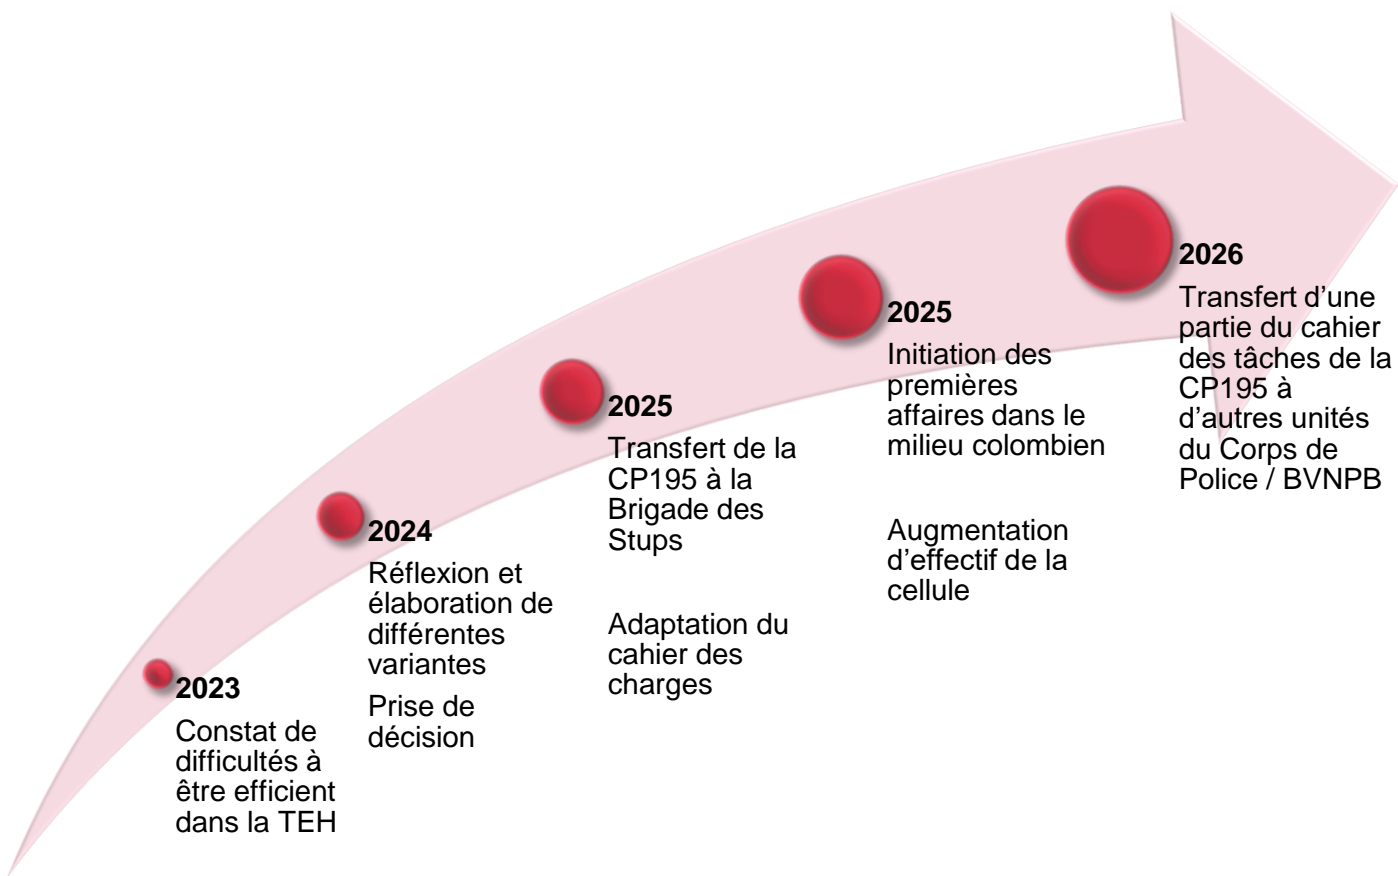 2023
Constat de
difficultés à
être efficient
dans la TEH
2024
Réflexion et
élaboration de
différentes
variantes
Prise de
décision
2025
Transfert de la
CP195 à la
Brigade des
Stups
Adaptation du
cahier des
charges
2025
Initiation des
premières
affaires dans le
milieu colombien
Augmentation
d’effectif de la
cellule
2026
Transfert d’une
partie du cahier
des tâches de la
CP195 à
d’autres unités
du Corps de
Police / BVNPB